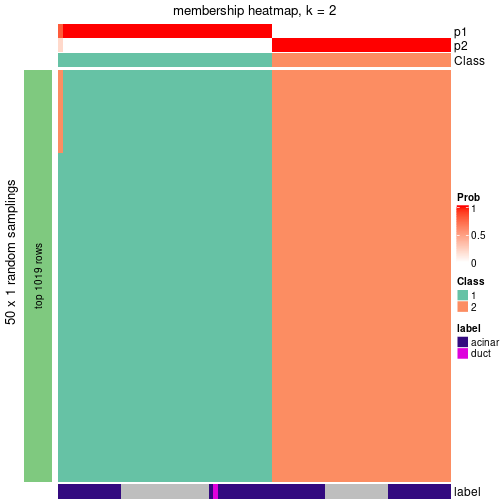 membership heatmap, k = 2
p1
p2
Class
50 x 1 random samplings
top 1019 rows
Prob
1
0.5
0
Class
1
2
label
acinar
duct
label